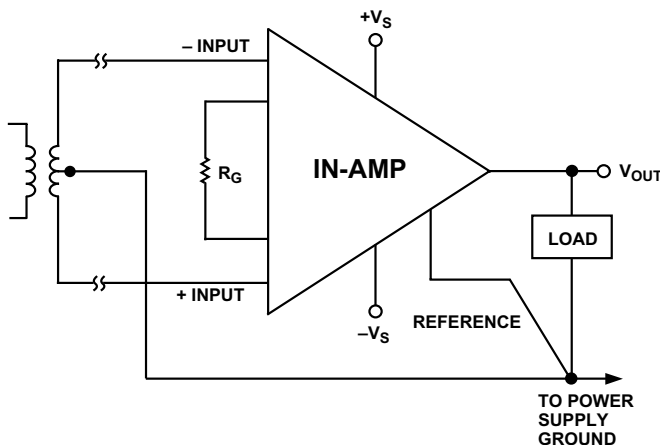 +VS
– INPUT
RG
IN-AMP
VOUT
LOAD
+ INPUT
REFERENCE
–VS
TO POWER
SUPPLY
GROUND